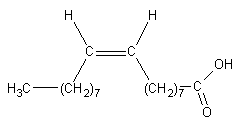 H H
C C OH
H₃C (CH₂)₇ (CH₂)₇ C
O